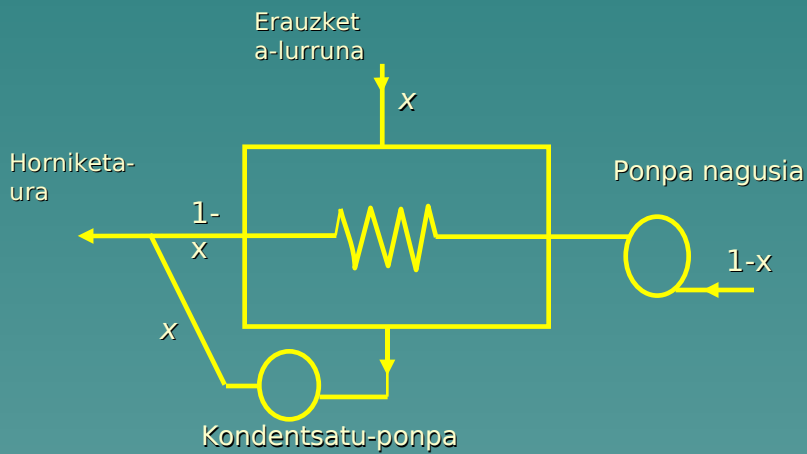 Erauzket
a-lurruna
x
Horniketa-
ura
1-
x
Ponpa nagusia
1-x
x
Kondentsatu-ponpa